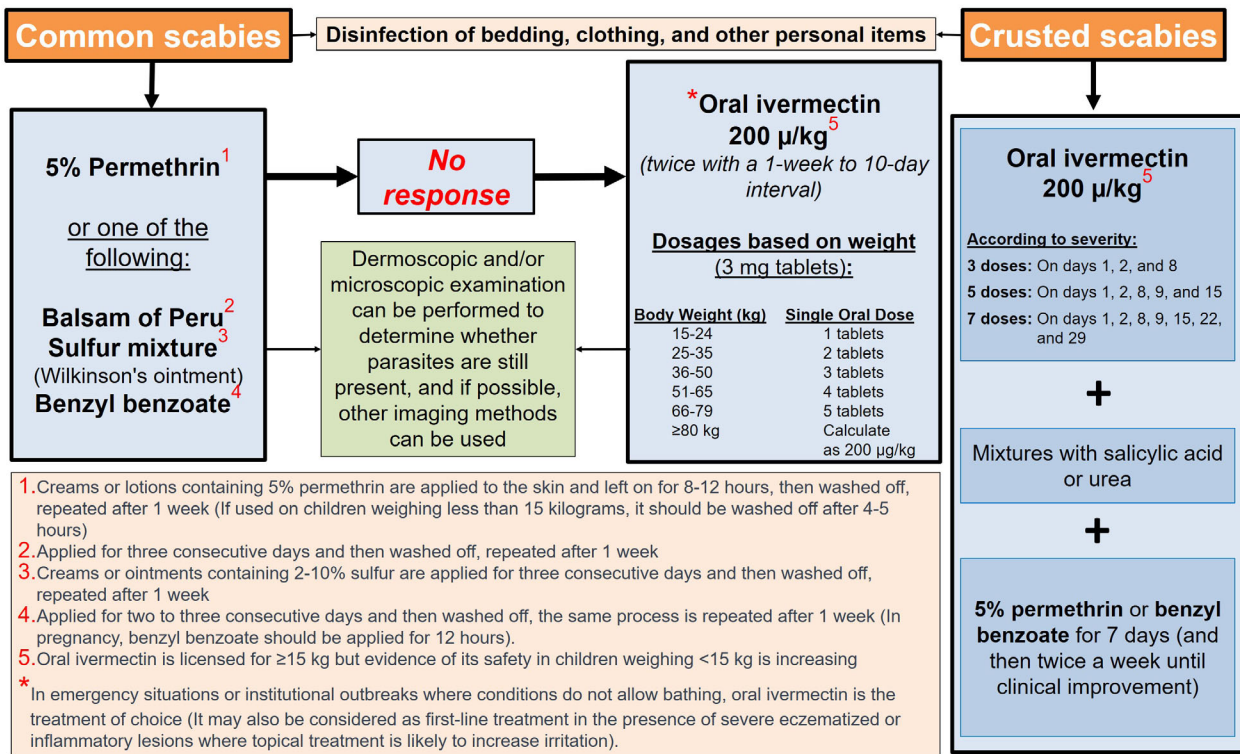 Common scabies
Disinfection of bedding, clothing, and other personal items
Crusted scabies
5% Permethrin1
or one of the
following:
Balsam of Peru2
Sulfur mixture3
(Wilkinson's ointment)
Benzyl benzoate4
No
response
Dermoscopic and/or
microscopic examination
can be performed to
determine whether
parasites are still
present, and if possible,
other imaging methods
can be used
*Oral ivermectin
200 µ/kg5
(twice with a 1-week to 10-day
interval)
Dosages based on weight
(3 mg tablets):
Body Weight (kg) Single Oral Dose
15-24 1 tablets
25-35 2 tablets
36-50 3 tablets
51-65 4 tablets
66-79 5 tablets
≥80 kg Calculate
as 200 µg/kg
Oral ivermectin
200 µ/kg5
According to severity:
3 doses: On days 1, 2, and 8
5 doses: On days 1, 2, 8, 9, and 15
7 doses: On days 1, 2, 8, 9, 15, 22,
and 29
+
Mixtures with salicylic acid
or urea
+
5% permethrin or benzyl
benzoate for 7 days (and
then twice a week until
clinical improvement)
1.Creams or lotions containing 5% permethrin are applied to the skin and left on for 8-12 hours, then washed off,
repeated after 1 week (If used on children weighing less than 15 kilograms, it should be washed off after 4-5
hours)
2.Applied for three consecutive days and then washed off, repeated after 1 week
3.Creams or ointments containing 2-10% sulfur are applied for three consecutive days and then washed off,
repeated after 1 week
4.Applied for two to three consecutive days and then washed off, the same process is repeated after 1 week (In
pregnancy, benzyl benzoate should be applied for 12 hours).
5.Oral ivermectin is licensed for ≥15 kg but evidence of its safety in children weighing <15 kg is increasing
*In emergency situations or institutional outbreaks where conditions do not allow bathing, oral ivermectin is the
treatment of choice (It may also be considered as first-line treatment in the presence of severe eczematized or
inflammatory lesions where topical treatment is likely to increase irritation).